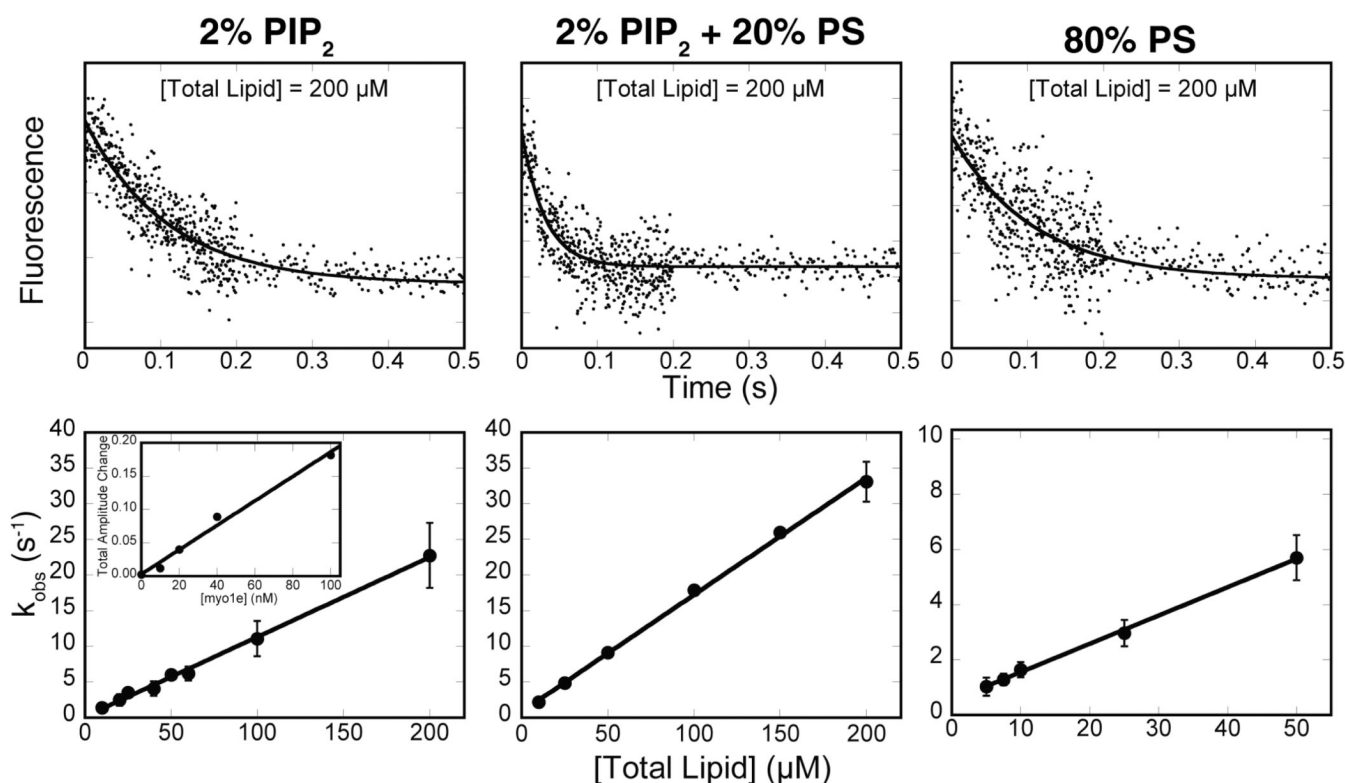 2% PIP2
2% PIP2 + 20% PS
80% PS
[Total Lipid] = 200 µM
[Total Lipid] = 200 µM
[Total Lipid] = 200 µM
Fluorescence
0 0.1 0.2 0.3 0.4 0.5
0 0.1 0.2 0.3 0.4 0.5
0 0.1 0.2 0.3 0.4 0.5
Time (s)
kobs (s-1)
40
35
30
25
20
15
10
5
0
0 50 100 150 200
Total Amplitude Change
0.20
0.15
0.10
0.05
0.00
0 20 40 60 80 100
[myo1e] (nM)
40
35
30
25
20
15
10
5
0
0 50 100 150 200
10
8
6
4
2
0
0 10 20 30 40 50
[Total Lipid] (µM)